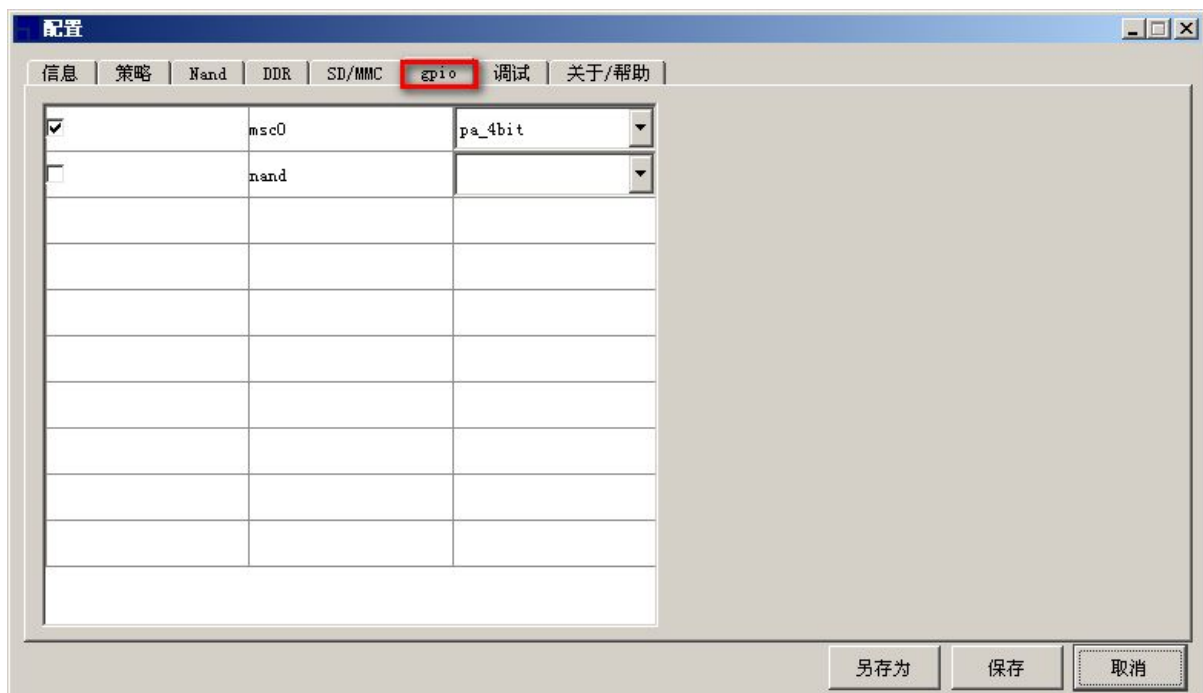 配置
信息 策略 Nand DDR SD/MMC gpio 调试 关于/帮助
msc0 pa_4bit
nand
另存为 保存 取消